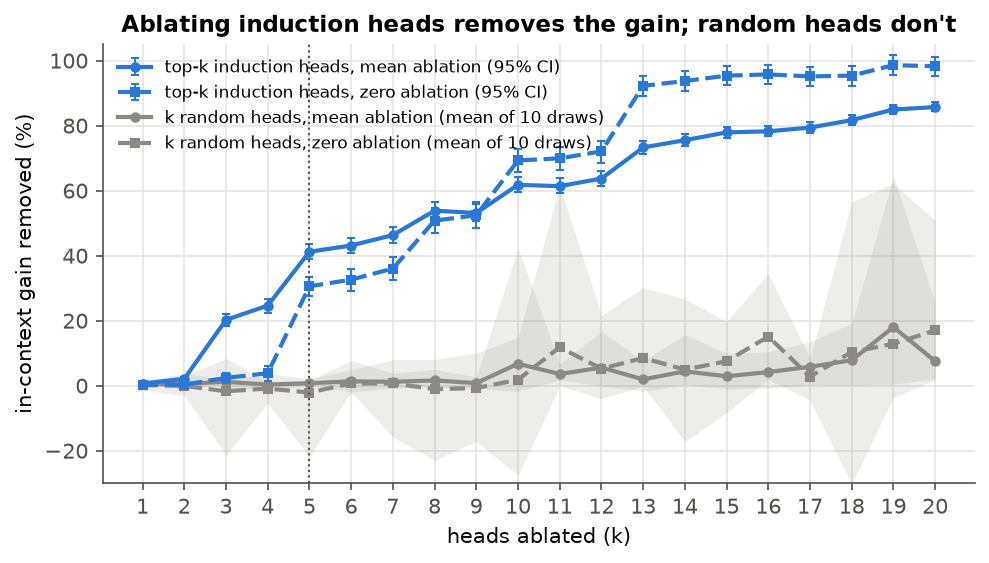 Ablating induction heads removes the gain; random heads don't
in-context gain removed (%)
100
80
60
40
20
0
−20
top-k induction heads, mean ablation (95% CI)
top-k induction heads, zero ablation (95% CI)
k random heads, mean ablation (mean of 10 draws)
k random heads, zero ablation (mean of 10 draws)
1 2 3 4 5 6 7 8 9 10 11 12 13 14 15 16 17 18 19 20
heads ablated (k)